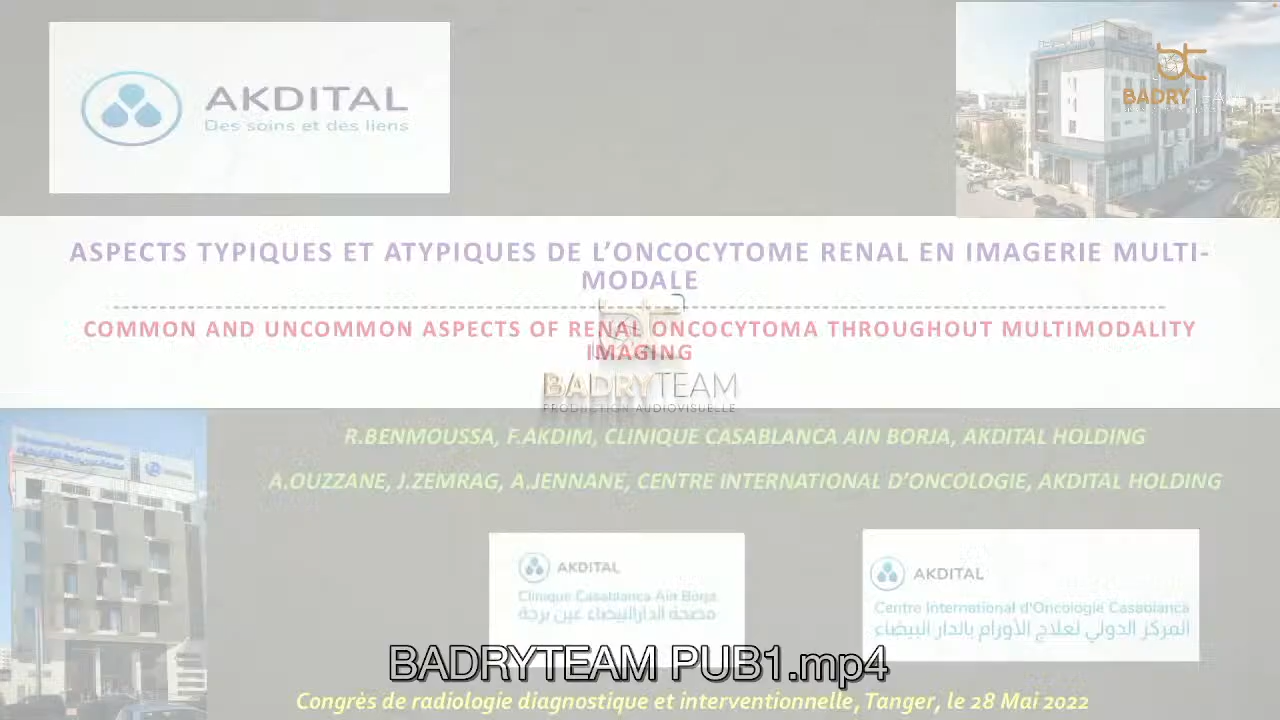 AKDITAL
Des soins et des liens
BADRY
ASPECTS TYPIQUES ET ATYPIQUES DE L’ONCOCYTOME RENAL EN IMAGERIE MULTI-
MODALE
COMMON AND UNCOMMON ASPECTS OF RENAL ONCOCYTOMA THROUGHOUT MULTIMODALITY
IMAGING
BADRYTEAM
PRODUCTION AUDIOVISUELLE
R.BENMOUSSA, F.AKDIM, CLINIQUE CASABLANCA AIN BORJA, AKDITAL HOLDING
A.OUZZANE, J.ZEMRAG, A.JENNANE, CENTRE INTERNATIONAL D’ONCOLOGIE, AKDITAL HOLDING
AKDITAL
Clinique Casablanca Ain Borja
مصحة الدار البيضاء عين برجة
AKDITAL
Centre International d'Oncologie Casablanca
المركز الدولي لعلاج الأورام بالدار البيضاء
BADRYTEAM PUB1.mp4
Congrès de radiologie diagnostique et interventionnelle, Tanger, le 28 Mai 2022